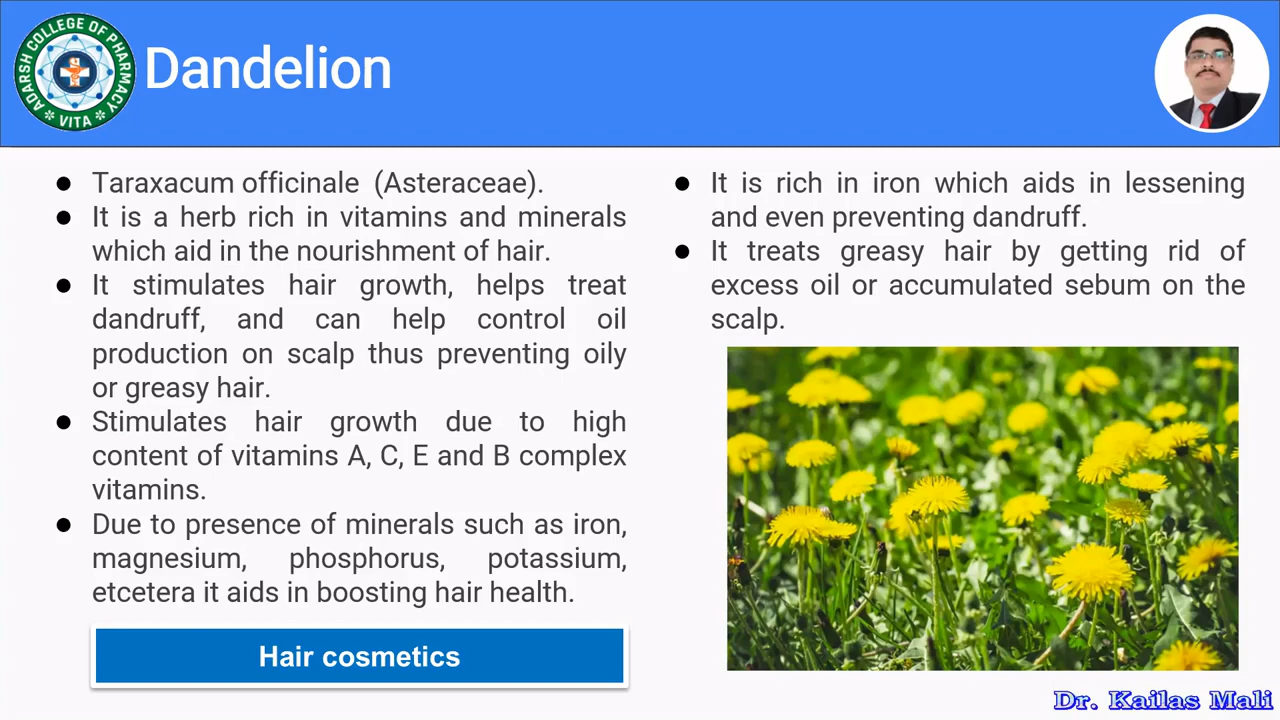 ADARSH COLLEGE OF PHARMACY
VITA
Dandelion
● Taraxacum officinale (Asteraceae).
● It is a herb rich in vitamins and minerals
which aid in the nourishment of hair.
● It stimulates hair growth, helps treat
dandruff, and can help control oil
production on scalp thus preventing oily
or greasy hair.
● Stimulates hair growth due to high
content of vitamins A, C, E and B complex
vitamins.
● Due to presence of minerals such as iron,
magnesium, phosphorus, potassium,
etcetera it aids in boosting hair health.
Hair cosmetics
● It is rich in iron which aids in lessening
and even preventing dandruff.
● It treats greasy hair by getting rid of
excess oil or accumulated sebum on the
scalp.
Dr. Kailas Mali